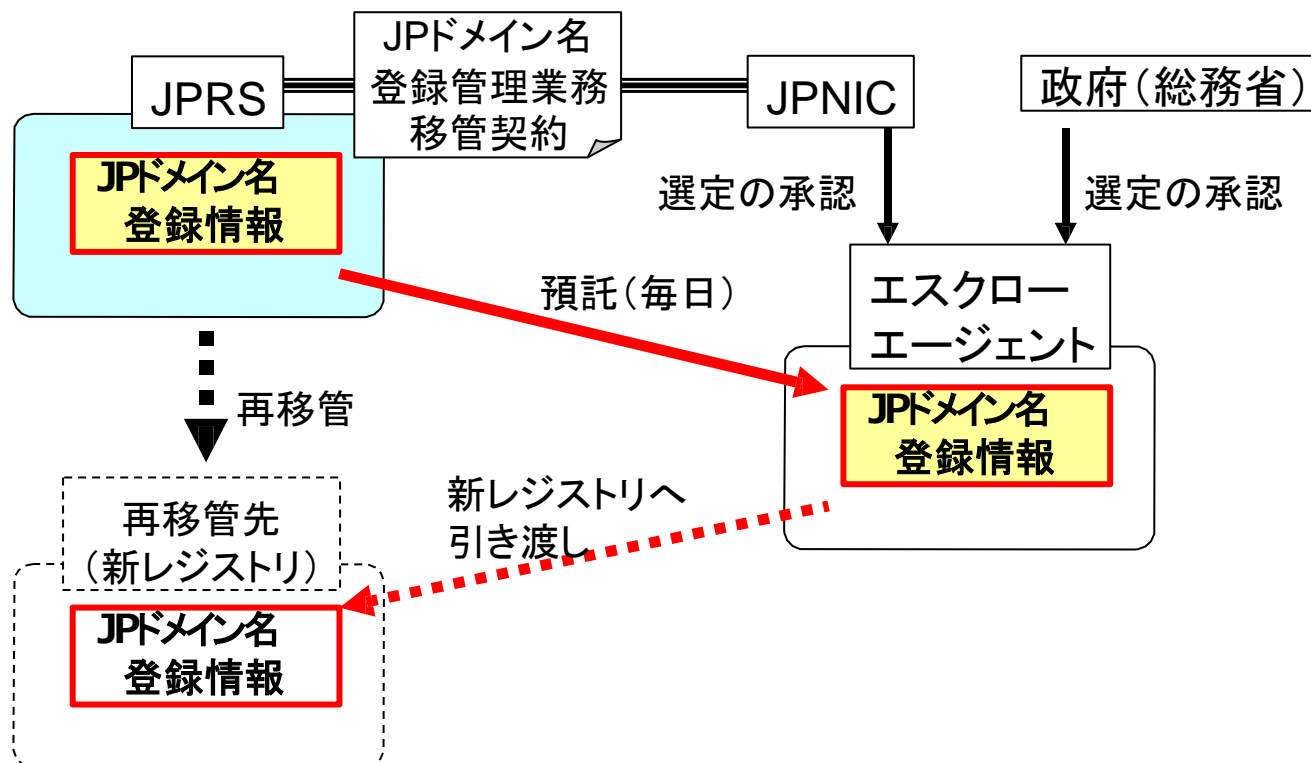 JPドメイン名
登録管理業務
移管契約
JPRS
JPNIC
政府(総務省)
JPドメイン名
登録情報
選定の承認
選定の承認
預託(毎日)
エスクロー
エージェント
再移管
JPドメイン名
登録情報
新レジストリへ
引き渡し
再移管先
(新レジストリ)
JPドメイン名
登録情報